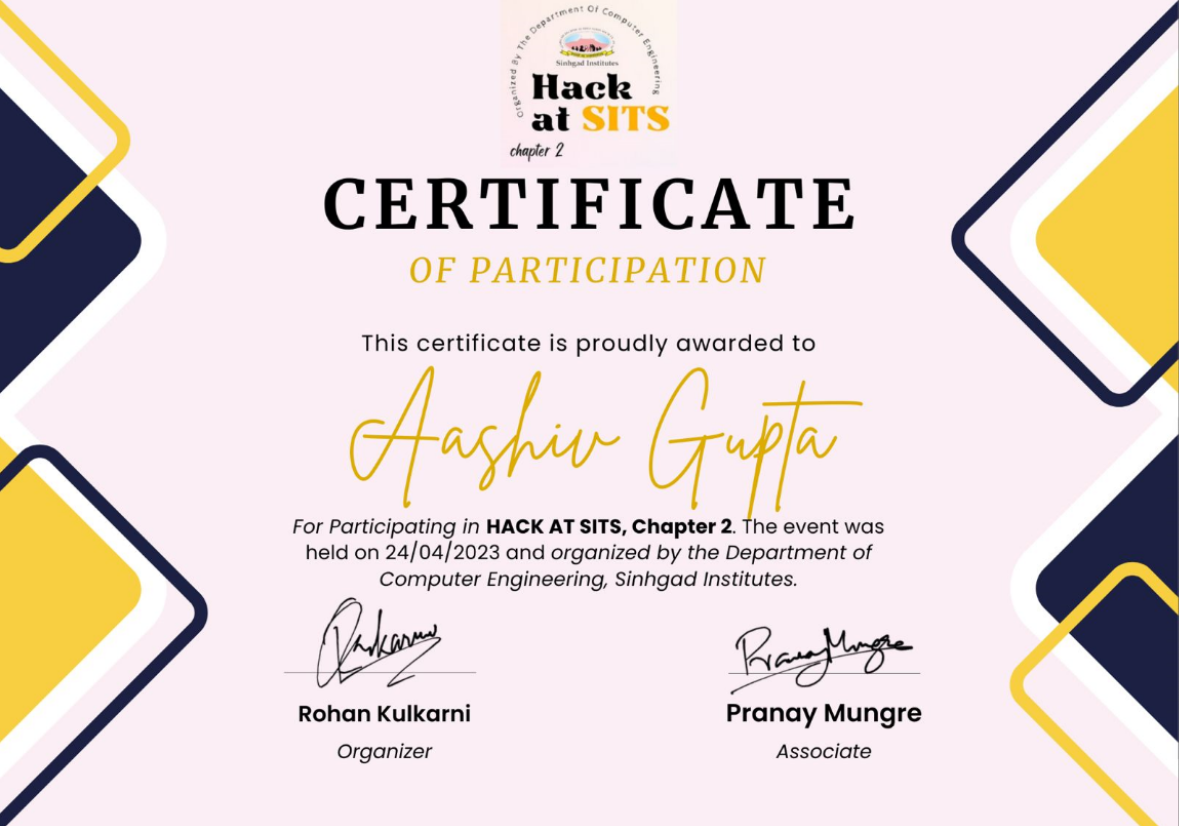 Organized By The Department Of Computer Engineering
Sinhgad Institutes
Hack
at SITS
chapter 2
CERTIFICATE
OF PARTICIPATION
This certificate is proudly awarded to
Aashiv Gupta
For Participating in HACK AT SITS, Chapter 2. The event was
held on 24/04/2023 and organized by the Department of
Computer Engineering, Sinhgad Institutes.
Pranay Mungre
Rohan Kulkarni
Pranay Mungre
Organizer
Associate